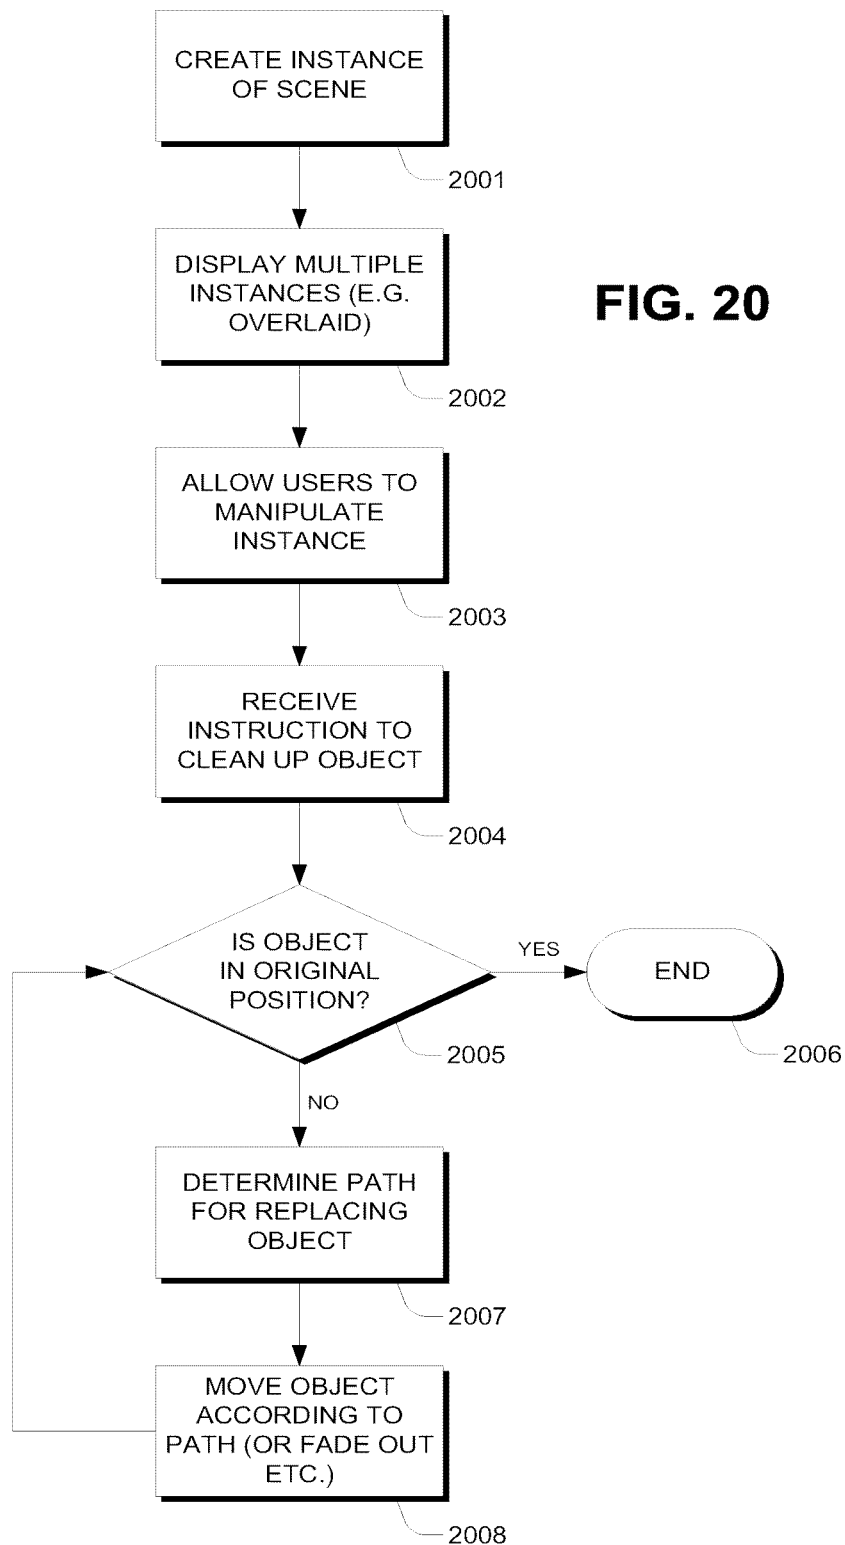 CREATE INSTANCE
OF SCENE
2001
DISPLAY MULTIPLE
INSTANCES (E.G.
OVERLAID)
2002
FIG. 20
ALLOW USERS TO
MANIPULATE
INSTANCE
2003
RECEIVE
INSTRUCTION TO
CLEAN UP OBJECT
2004
IS OBJECT
IN ORIGINAL
POSITION?
2005
YES
END
2006
NO
DETERMINE PATH
FOR REPLACING
OBJECT
2007
MOVE OBJECT
ACCORDING TO
PATH (OR FADE OUT
ETC.)
2008